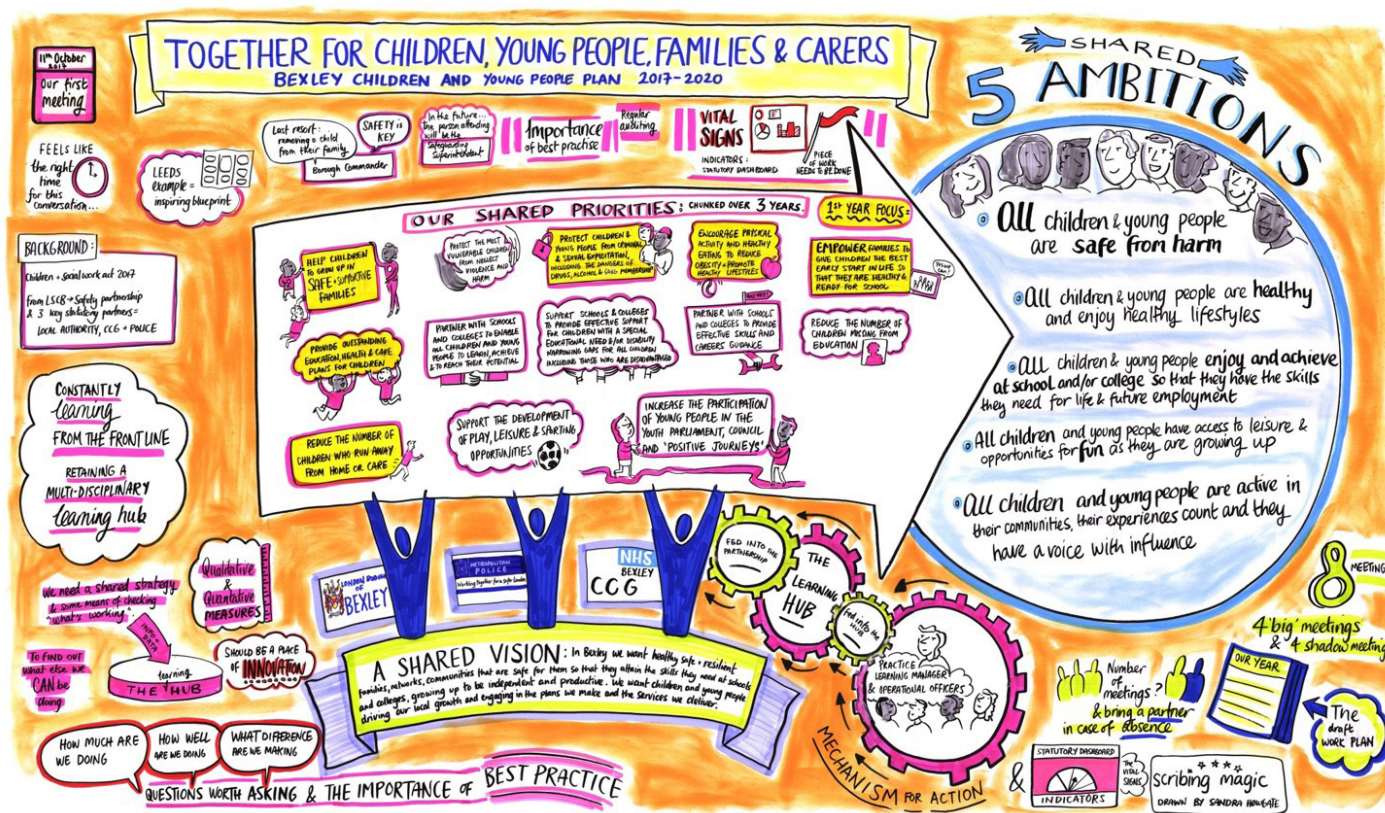 TOGETHER FOR CHILDREN, YOUNG PEOPLE, FAMILIES & CARERS
BEXLEY CHILDREN AND YOUNG PEOPLE PLAN 2017-2020
11th October
2017
Our first
meeting
FEELS LIKE
the right
time
for this
conversation...
LEEDS
example =
inspiring blueprint
Last resort:
removing a child
from their family
SAFETY is
KEY
Borough Commander
In the future...
the person attending
will be the
Safeguarding
Superintendent
Importance
of best practise
Regular
auditing
VITAL
SIGNS
INDICATORS:
STATUTORY DASHBOARD
PIECE
OF WORK
NEEDS TO BE DONE
5 SHARED
AMBITIONS
All children & young people
are safe from harm
All children & young people are healthy
and enjoy healthy lifestyles
All children & young people enjoy and achieve
at school and/or college so that they have the skills
they need for life & future employment
All children and young people have access to leisure &
opportunities for fun as they are growing up
All children and young people are active in
their communities, their experiences count and they
have a voice with influence
BACKGROUND:
Children + Social work act 2017
From LSCB → Safety partnership
& 3 key statutory partners =
LOCAL AUTHORITY, CCG + POLICE
OUR SHARED PRIORITIES: CHUNKED OVER 3 YEARS
1ST YEAR FOCUS =
HELP CHILDREN
TO GROW UP IN
SAFE + SUPPORTIVE
FAMILIES
PROTECT THE MOST
VULNERABLE CHILDREN
FROM NEGLECT
VIOLENCE AND
HARM
PROTECT CHILDREN &
YOUNG PEOPLE FROM CRIMINAL
& SEXUAL EXPLOITATION,
INCLUDING THE DANGERS OF
DRUGS, ALCOHOL & GANG MEMBERSHIP
ENCOURAGE PHYSICAL
ACTIVITY AND HEALTHY
EATING TO REDUCE
OBESITY + PROMOTE
HEALTHY LIFESTYLES
EMPOWER FAMILIES TO
GIVE CHILDREN THE BEST
EARLY START IN LIFE SO
THAT THEY ARE HEALTHY &
READY FOR SCHOOL
PROVIDE OUTSTANDING
EDUCATION, HEALTH & CARE
PLANS FOR CHILDREN
PARTNER WITH SCHOOLS
AND COLLEGES TO ENABLE
ALL CHILDREN AND YOUNG
PEOPLE TO LEARN, ACHIEVE
& TO REACH THEIR POTENTIAL
SUPPORT SCHOOLS & COLLEGES
TO PROVIDE EFFECTIVE SUPPORT
FOR CHILDREN WITH A SPECIAL
EDUCATIONAL NEED &/OR DISABILITY
NARROWING GAPS FOR ALL CHILDREN
INCLUDING THOSE WHO ARE DISADVANTAGED
PARTNER WITH SCHOOLS
AND COLLEGES TO PROVIDE
EFFECTIVE SKILLS AND
CAREERS GUIDANCE
REDUCE THE NUMBER OF
CHILDREN MISSING FROM
EDUCATION
REDUCE THE NUMBER OF
CHILDREN WHO RUN AWAY
FROM HOME OR CARE
SUPPORT THE DEVELOPMENT
OF PLAY, LEISURE & SPORTING
OPPORTUNITIES
INCREASE THE PARTICIPATION
OF YOUNG PEOPLE IN THE
YOUTH PARLIAMENT, COUNCIL
AND 'POSITIVE JOURNEYS'
CONSTANTLY
learning
FROM THE FRONT LINE
RETAINING A
MULTI-DISCIPLINARY
learning hub
We need a shared strategy
& some means of checking
"what's working".
Qualitative
&
Quantative
MEASURES
INFO +
DATA
learning
THE HUB
SHOULD BE A PLACE
OF INNOVATION
TO FIND OUT
what else we
CAN be
doing
LONDON BOROUGH
OF
BEXLEY
METROPOLITAN
POLICE
Working together for a safer London
NHS
BEXLEY
CCG
A SHARED VISION: In Bexley we want healthy safe + resilient
families, networks, communities that are safe for them so that they attain the skills they need at schools
and colleges, growing up to be independent and productive. We want children and young people
driving our local growth and engaging in the plans we make and the services we deliver.
FED INTO THE
PARTNERSHIP
THE
LEARNING
HUB
Fed into the
HUB
PRACTICE
LEARNING MANAGER
& OPERATIONAL OFFICERS
MECHANISM FOR ACTION
8
MEETINGS
4 'big' meetings
& '4 shadow meetings
Number
of
meetings?
& bring a partner
in case of absence
OUR YEAR
The
draft
WORK PLAN
HOW MUCH ARE
WE DOING
HOW WELL
ARE WE DOING
WHAT DIFFERENCE
ARE WE MAKING
QUESTIONS WORTH ASKING & THE IMPORTANCE OF BEST PRACTICE
&
STATUTORY DASHBOARD
INDICATORS
THE
VITAL
SIGNS
scribing magic
DRAWN BY SANDRA HOWGATE